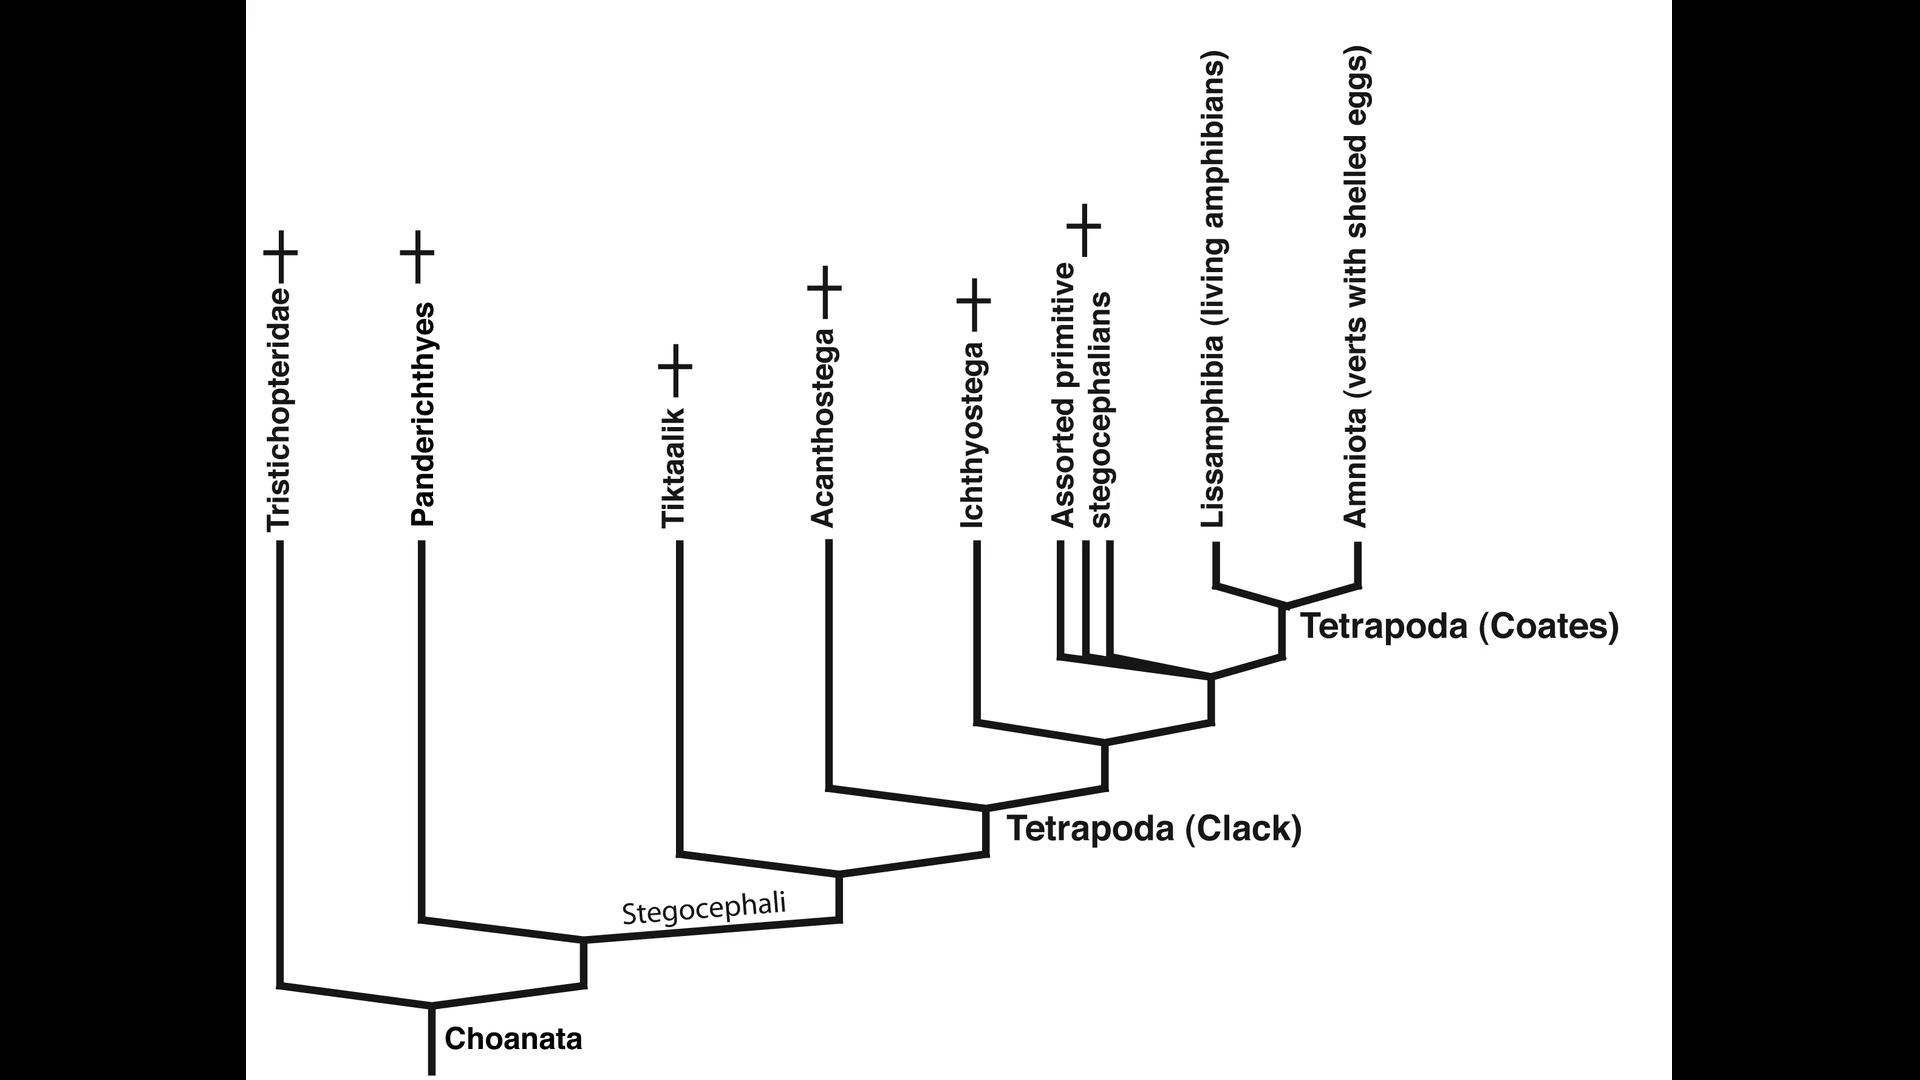 Tristichopteridae
Panderichthyes
Tiktaalik
Acanthostega
Ichthyostega
Assorted primitive
stegocephalians
Lissamphibia (living amphibians)
Amniota (verts with shelled eggs)
Tetrapoda (Coates)
Tetrapoda (Clack)
Stegocephali
Choanata